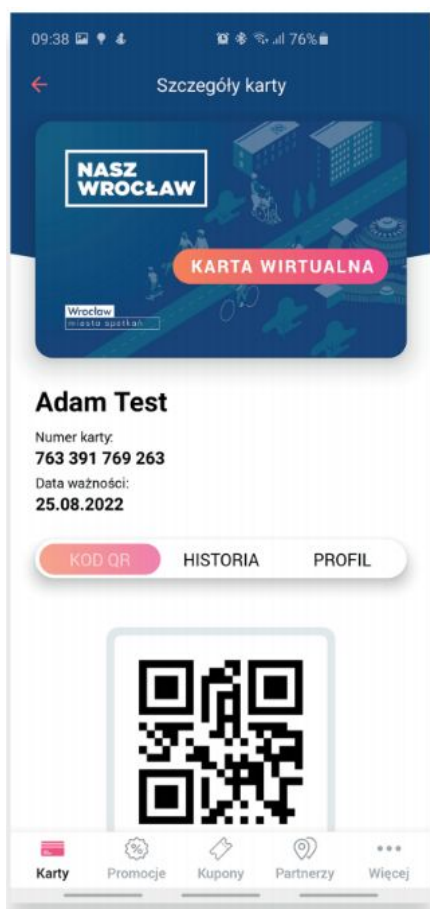 09:38 76%
Szczegóły karty
NASZ
WROCŁAW
KARTA WIRTUALNA
Wrocław
miasto spotkań
Adam Test
Numer karty:
763 391 769 263
Data ważności:
25.08.2022
KOD QR HISTORIA PROFIL
Karty Promocje Kupony Partnerzy Więcej